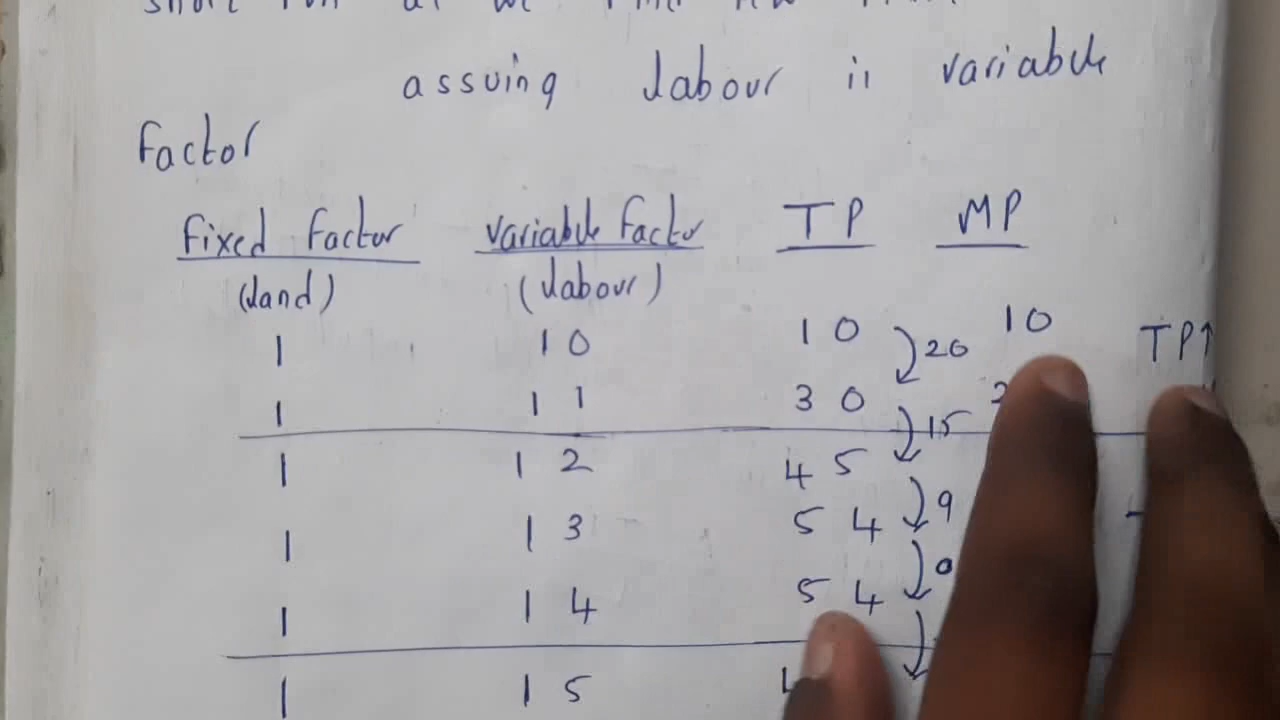 assuing labour is variable
factor
fixed factor variable factor TP MP
(land) (labour)
1 10 10 20 10 TP↑
1 11 30 15
1 12 45 9
1 13 54 0
1 14 54
1 15